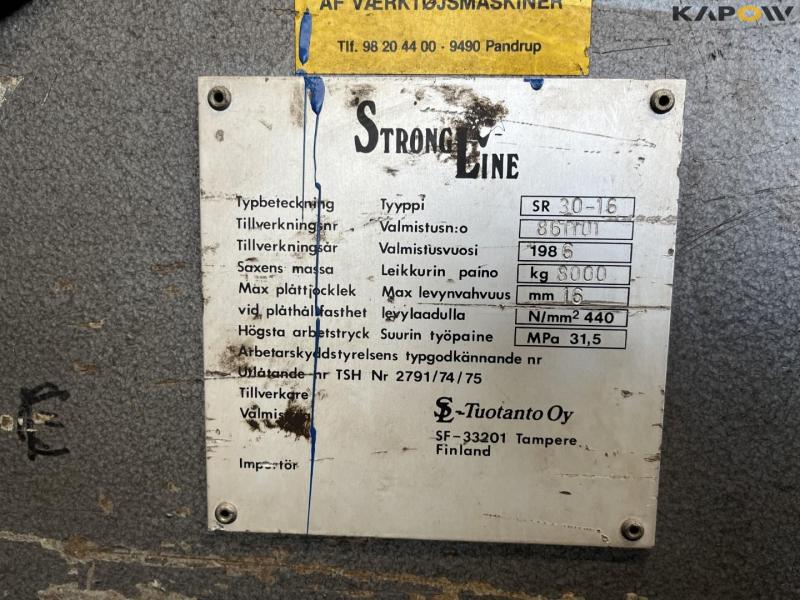 KAPOW
AF VÆRKTØJSMASKINER
Tlf. 98 20 44 00 - 9490 Pandrup
STRONG LINE
Typbeteckning Tyyppi SR 30-16
Tillverkningsnr Valmistusn:o
Tillverkningsår Valmistusvuosi 1986
Saxens massa Leikkurin paino kg 8000
Max plåttjocklek Max levynvahvuus mm 16
vid plåthållfasthet levylaadulla N/mm² 440
Högsta arbetstryck Suurin työpaine MPa 31,5
Arbetarskyddstyrelsens typgodkännande nr
Utlåtande nr TSH Nr 2791/74/75
Tillverkare
SL-Tuotanto Oy
SF-33201 Tampere
Finland
Importör